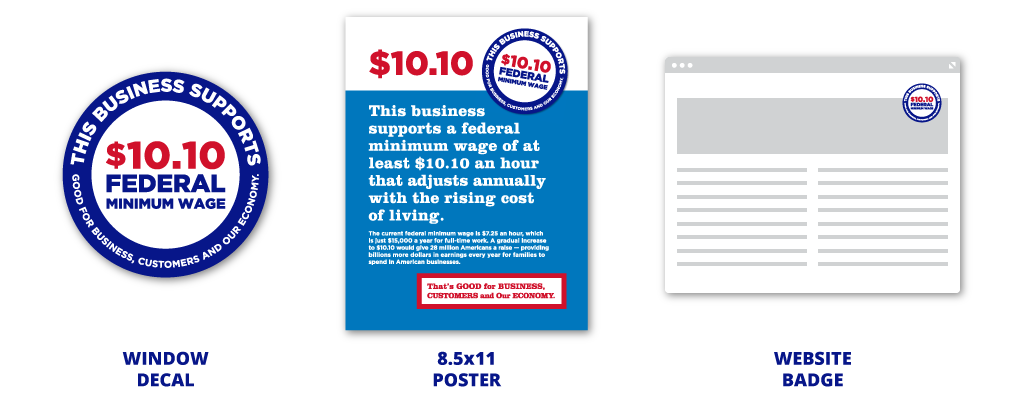 THIS BUSINESS SUPPORTS
$10.10
FEDERAL
MINIMUM WAGE
GOOD FOR BUSINESS, CUSTOMERS AND OUR ECONOMY.
WINDOW
DECAL
$10.10
THIS BUSINESS SUPPORTS
$10.10
FEDERAL
MINIMUM WAGE
GOOD FOR BUSINESS, CUSTOMERS AND OUR ECONOMY.
This business
supports a federal
minimum wage of at
least $10.10 an hour
that adjusts annually
with the rising cost
of living.
The current federal minimum wage is $7.25 an hour, which
is just $15,000 a year for full-time work. A gradual increase
to $10.10 would give 28 million Americans a raise — providing
billions more dollars in earnings every year for families to
spend in American businesses.
That's GOOD for BUSINESS,
CUSTOMERS and Our ECONOMY.
8.5x11
POSTER
THIS BUSINESS SUPPORTS
$10.10
FEDERAL
MINIMUM WAGE
WEBSITE
BADGE